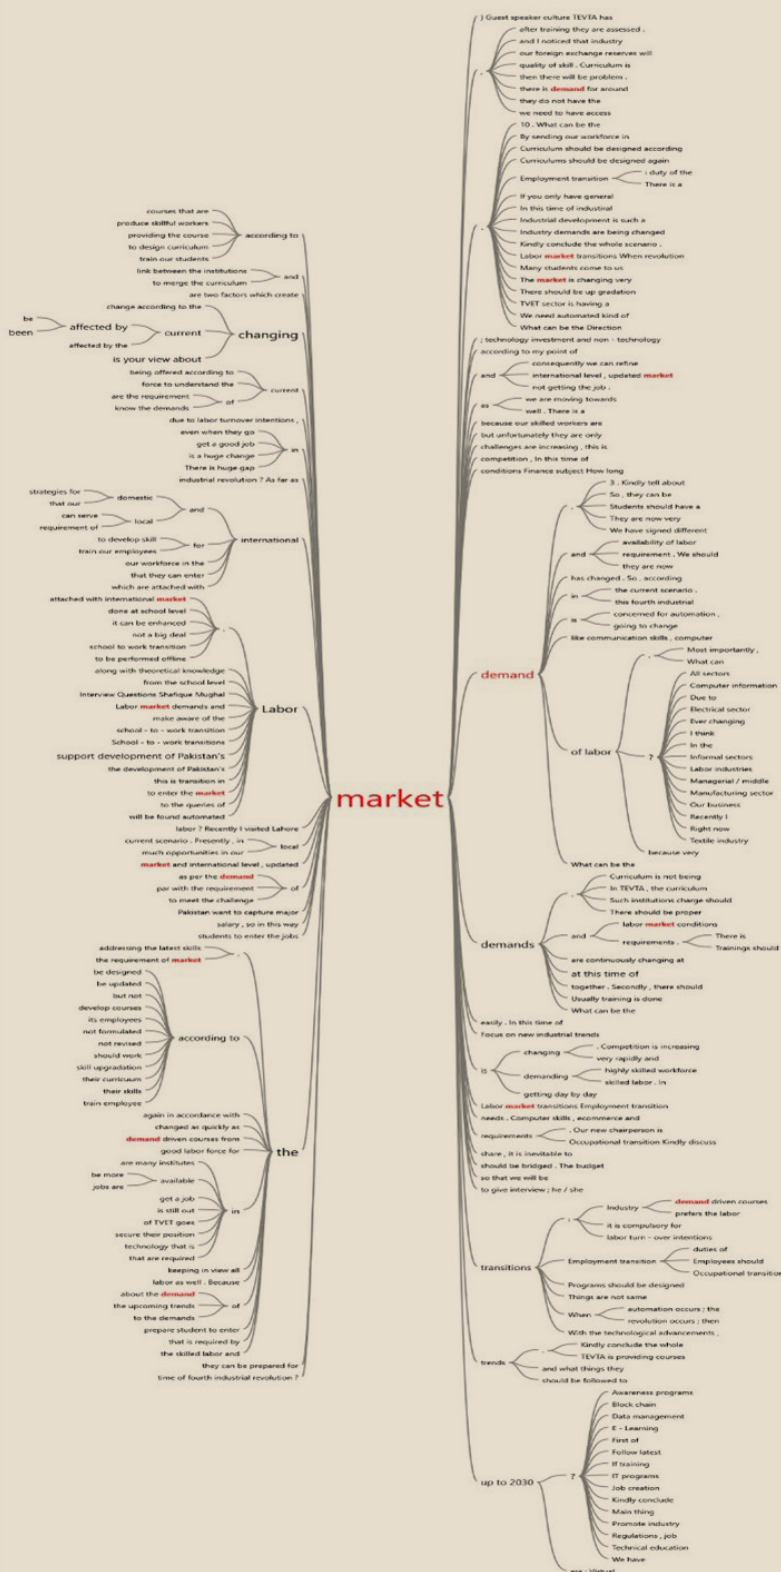 courses that are
produce skillful workers
providing the course
to design curriculum
train our students
according to
link between the institutions
to merge the curriculum
and
are two factors which create
change according to the
be
been
affected by
affected by the
current
is your view about
changing
being offered according to
force to understand the
are the requirement
know the demands
of
current
due to labor turnover intentions ,
even when they go
get a good job
is a huge change
There is huge gap
in
industrial revolution ? As far as
strategies for
that our
domestic
can serve
requirement of
local
and
to develop skill
train our employees
for
our workforce in the
that they can enter
which are attached with
international
attached with international market
done at school level
it can be enhanced
not a big deal
school to work transition
to be performed offline
.
along with theoretical knowledge
from the school level
Interview Questions Shafique Mughal
Labor market demands and
make aware of the
school - to - work transition
School - to - work transitions
support development of Pakistan's
the development of Pakistan's
this is transition in
to enter the market
to the queries of
will be found automated
Labor
labor ? Recently I visited Lahore
current scenario . Presently , in
much opportunities in our
local
market and international level , updated
as per the demand
par with the requirement
to meet the challenge
of
Pakistan want to capture major
salary , so in this way
students to enter the jobs
addressing the latest skills
the requirement of market
.
be designed
be updated
but not
develop courses
its employees
not formulated
not revised
should work
skill upgradation
their curricuum
their skills
train employee
according to
again in accordance with
changed as quickly as
demand driven courses from
good labor force for
are many institutes
be more
jobs are
available
get a job
is still out
of TVET goes
secure their position
technology that is
that are required
in
keeping in view all
labor as well . Because
about the demand
the upcoming trends
to the demands
of
prepare student to enter
that is required by
the skilled labor and
the
they can be prepared for
time of fourth industrial revolution ?
market
) Guest speaker culture TEVTA has
after training they are assessed .
and I noticed that industry
our foreign exchange reserves will
quality of skill . Curriculum is
then there will be problem .
there is demand for around
they do not have the
we need to have access
10 . What can be the
By sending our workforce in
Curriculum should be designed according
Curriculums should be designed again
Employment transition
: duty of the
There is a
If you only have general
In this time of industrial
Industrial development is such a
Industry demands are being changed
Kindly conclude the whole scenario .
Labor market transitions When revolution
Many students come to us
The market is changing very
There should be up gradation
TVET sector is having a
We need automated kind of
What can be the Direction
; technology investment and non - technology
according to my point of
and
consequently we can refine
international level , updated market
not getting the job .
as
we are moving towards
well . There is a
because our skilled workers are
but unfortunately they are only
challenges are increasing , this is
competition , In this time of
conditions Finance subject How long
demand
3 . Kindly tell about
So , they can be
Students should have a
They are now very
We have signed different
and
availability of labor
requirement . We should
they are now
has changed . So , according
in
the current scenario .
this fourth industrial
is
concerned for automation ,
going to change
like communication skills , computer
of labor
Most importantly ,
What can
?
All sectors
Computer information
Due to
Electrical sector
Ever changing
I think
In the
Informal sectors
Labor industries
Managerial / middle
Manufacturing sector
Our business
Recently I
Right now
Textile industry
because very
What can be the
demands
Curriculum is not being
In TEVTA , the curriculum
Such institutions charge should
There should be proper
and
labor market conditions
requirements .
There is
Trainings should
are continuously changing at
at this time of
together . Secondly , there should
Usually training is done
What can be the
easily . In this time of
Focus on new industrial trends
is
changing
. Competition is increasing
very rapidly and
demanding
highly skilled workforce
skilled labor . In
getting day by day
Labor market transitions Employment transition
needs . Computer skills , ecommerce and
requirements
. Our new chairperson is
Occupational transition Kindly discuss
share , it is inevitable to
should be bridged . The budget
so that we will be
to give interview ; he / she
transitions
Industry
demand driven courses
prefers the labor
it is compulsory for
labor turn - over intentions
Employment transition
duties of
Employees should
Occupational transition
Programs should be designed
Things are not same
When
automation occurs ; the
revolution occurs ; then
With the technological advancements ,
trends
Kindly conclude the whole
TEVTA is providing courses
and what things they
should be followed to
up to 2030
?
Awareness programs
Block chain
Data management
E - Learning
First of
Follow latest
If training
IT programs
Job creation
Kindly conclude
Main thing
Promote industry
Regulations , job
Technical education
We have